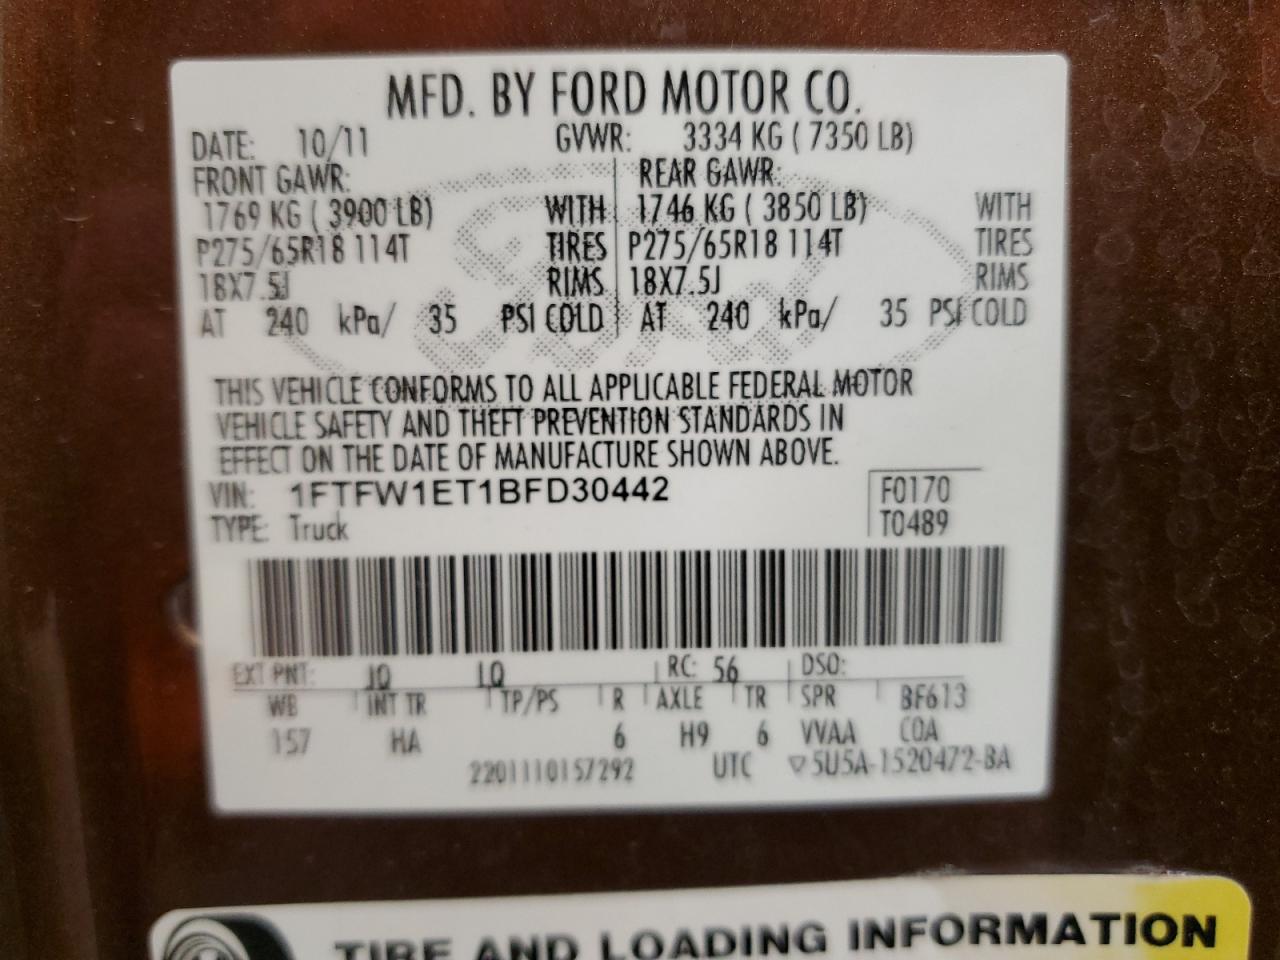 MFD. BY FORD MOTOR CO.
DATE: 10/11 GVWR: 3334 KG ( 7350 LB)
FRONT GAWR: REAR GAWR:
1769 KG ( 3900 LB) WITH 1746 KG ( 3850 LB) WITH
P275/65R18 114T TIRES P275/65R18 114T TIRES
18X7.5J RIMS 18X7.5J RIMS
AT 240 kPa/ 35 PSI COLD AT 240 kPa/ 35 PSI COLD
Ford
THIS VEHICLE CONFORMS TO ALL APPLICABLE FEDERAL MOTOR
VEHICLE SAFETY AND THEFT PREVENTION STANDARDS IN
EFFECT ON THE DATE OF MANUFACTURE SHOWN ABOVE.
VIN: 1FTFW1ET1BFD30442 F0170
TYPE: Truck T0489
EXT PNT: JQ LQ RC: 56 DSO:
WB INT TR TP/PS R AXLE TR SPR BF613
157 HA 6 H9 6 VVAA COA
2201110157292 UTC ▽5U5A-1520472-BA
TIRE AND LOADING INFORMATION